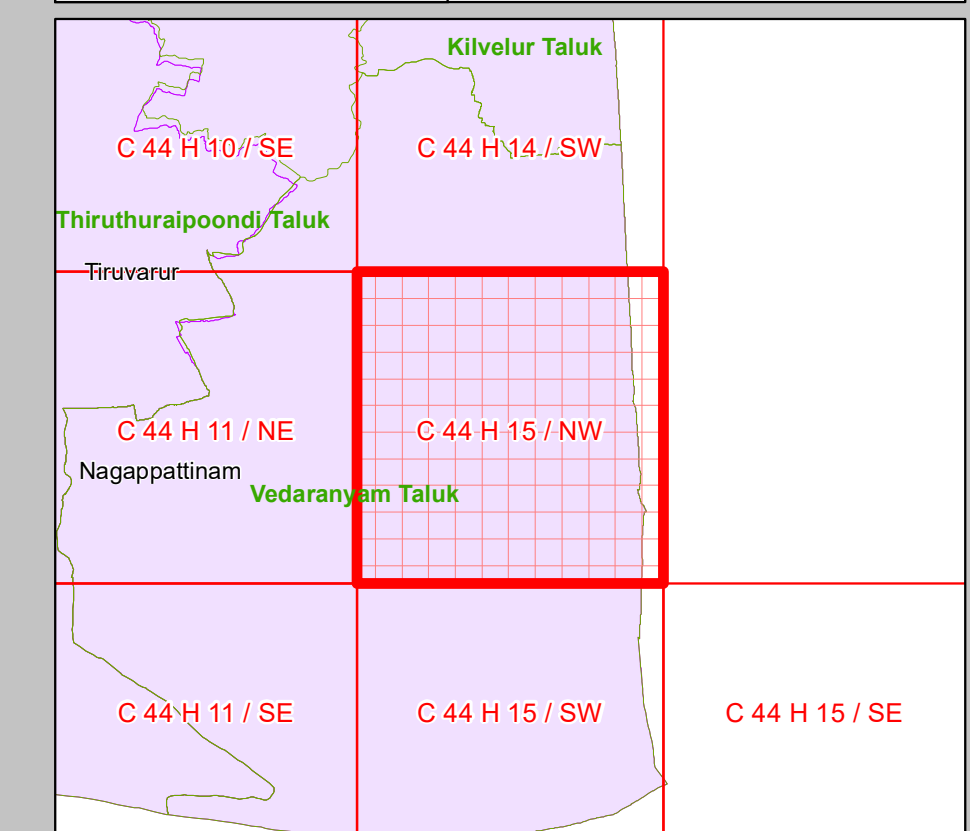 Kilvelur Taluk
C 44 H 10 / SE
C 44 H 14 / SW
Thiruthuraipoondi Taluk
Tiruvarur
C 44 H 11 / NE
C 44 H 15 / NW
Nagappattinam
Vedaranyam Taluk
C 44 H 11 / SE
C 44 H 15 / SW
C 44 H 15 / SE